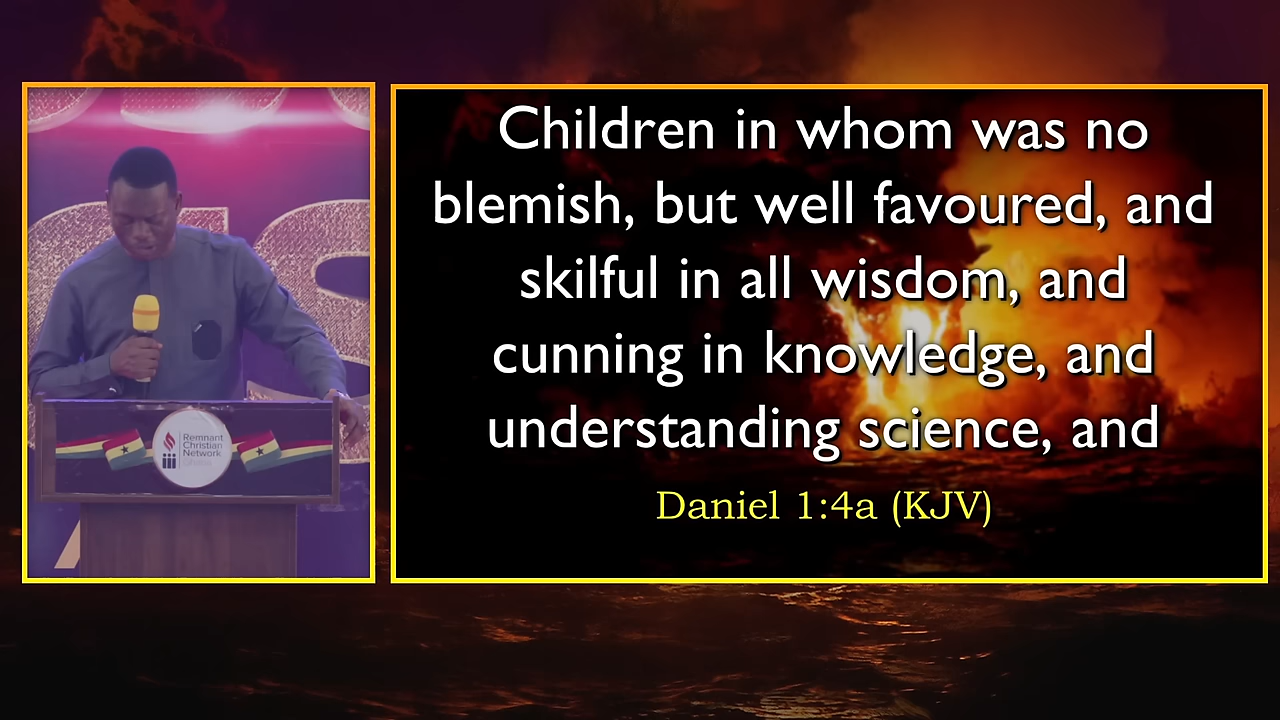 Remnant
Christian
Network
Ghana
Children in whom was no
blemish, but well favoured, and
skilful in all wisdom, and
cunning in knowledge, and
understanding science, and
Daniel 1:4a (KJV)